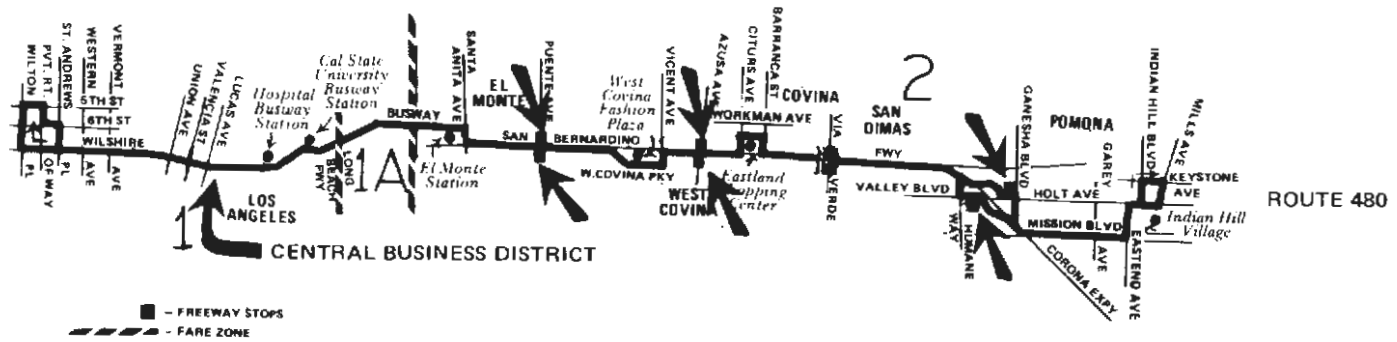 WILTON
PL
PVT. RT.
OF WAY
ST. ANDREWS
PL
WESTERN
AVE
VERMONT
AVE
5TH ST
6TH ST
WILSHIRE
UNION AVE
VALENCIA ST
LUCAS AVE
Hospital
Busway
Station
Cal State
University
Busway
Station
LONG
BEACH
FWY
1A
BUSWAY
SANTA
ANITA AVE
El Monte
Station
EL
MONTE
PUENTE AVE
SAN
BERNARDINO
West
Covina
Fashion
Plaza
W.COVINA PKY
VICENT AVE
AZUSA AVE
WEST
COVINA
CITURS AVE
BARRANCA ST
WORKMAN AVE
Eastland
Shopping
Center
COVINA
VIA
VERDE
SAN
DIMAS
2
FWY
VALLEY BLVD
HUMANE
WAY
GANESHA BLVD
POMONA
HOLT AVE
GAREY
AVE
MISSION BLVD
CORONA EXPY
INDIAN HILL BLVD
MILLS AVE
KEYSTONE
AVE
Indian Hill
Village
EASTEND AVE
ROUTE 480
1
LOS
ANGELES
CENTRAL BUSINESS DISTRICT
- FREEWAY STOPS
- FARE ZONE